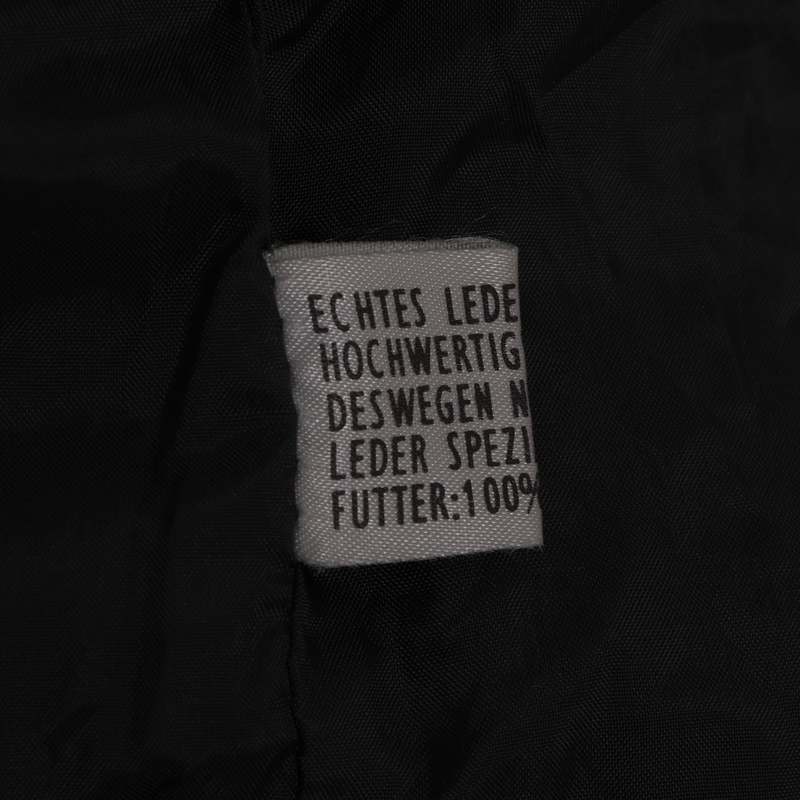 ECHTES LEDE
HOCHWERTIG
DESWEGEN N
LEDER SPEZI
FUTTER:100%